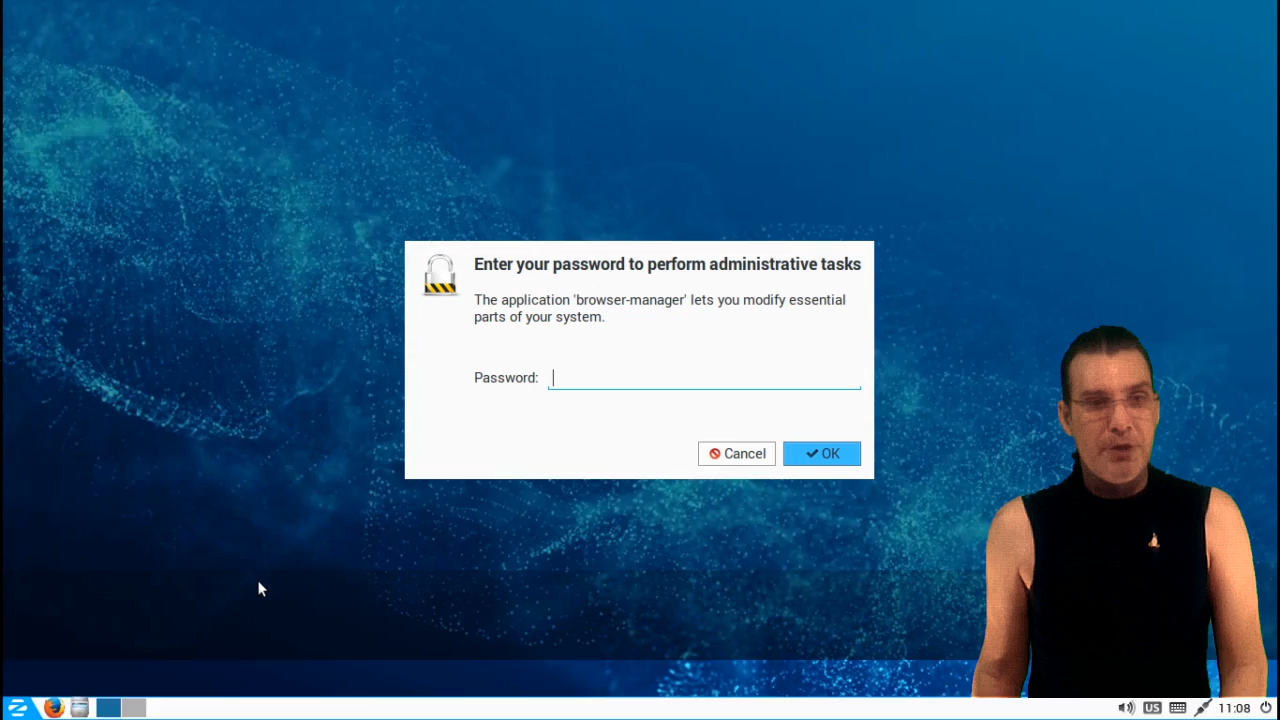 Enter your password to perform administrative tasks
The application 'browser-manager' lets you modify essential
parts of your system.
Password:
Cancel
OK
US
11:08